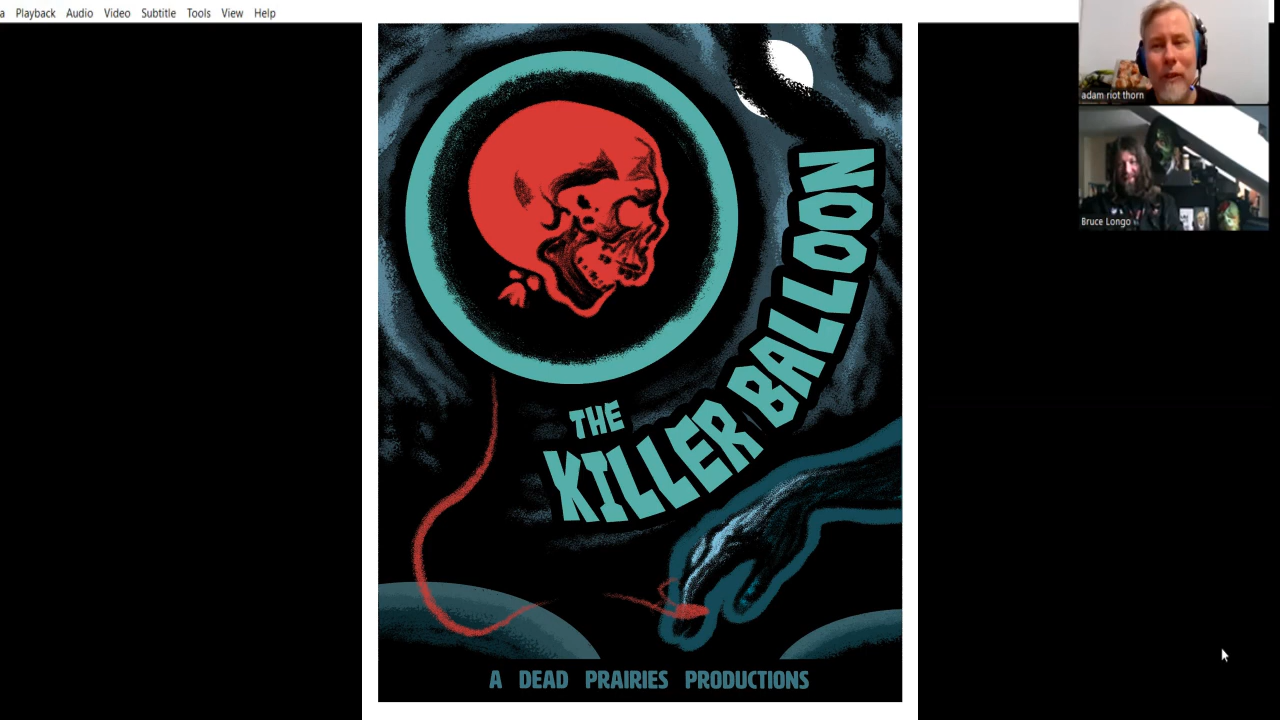 a Playback Audio Video Subtitle Tools View Help
adam riot thorn
Bruce Longo
THE
KILLER BALLOON
A DEAD PRAIRIES PRODUCTIONS